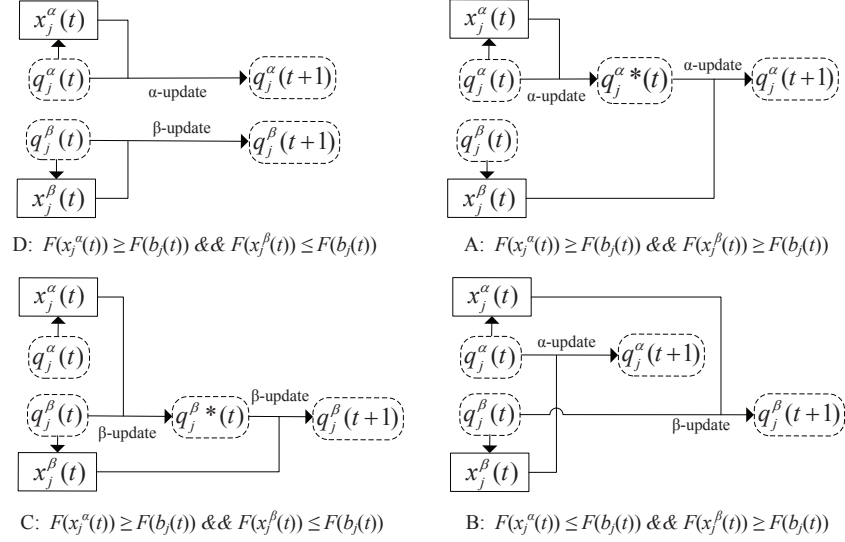 x_j^α(t)
q_j^α(t)
α-update
q_j^α(t+1)
β-update
q_j^β(t)
q_j^β(t+1)
x_j^β(t)
D: F(x_j^α(t)) ≥ F(b_j(t)) && F(x_j^β(t)) ≤ F(b_j(t))
x_j^α(t)
α-update
q_j^α(t)
q_j^α*(t)
q_j^α(t+1)
α-update
q_j^β(t)
x_j^β(t)
A: F(x_j^α(t)) ≥ F(b_j(t)) && F(x_j^β(t)) ≥ F(b_j(t))
x_j^α(t)
q_j^α(t)
β-update
q_j^β(t)
q_j^β*(t)
q_j^β(t+1)
β-update
x_j^β(t)
C: F(x_j^α(t)) ≥ F(b_j(t)) && F(x_j^β(t)) ≤ F(b_j(t))
x_j^α(t)
α-update
q_j^α(t)
q_j^α(t+1)
q_j^β(t)
q_j^β(t+1)
β-update
x_j^β(t)
B: F(x_j^α(t)) ≤ F(b_j(t)) && F(x_j^β(t)) ≥ F(b_j(t))